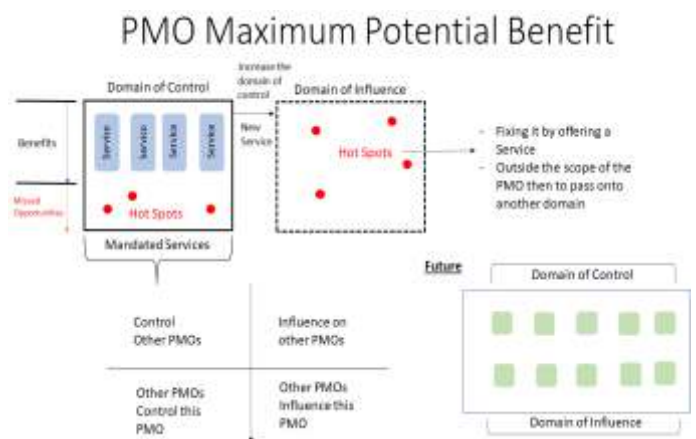 PMO Maximum Potential Benefit
Domain of Control
Increase the
domain of
control
Domain of Influence
New
Service
Benefits
Service
Service
Service
Service
Hot Spots
- Fixing it by offering a
Service
- Outside the scope of the
PMO then to pass onto
another domain
Missed
Opportunities
Hot Spots
Mandated Services
Future
Domain of Control
Control
Other PMOs
Influence on
other PMOs
Other PMOs
Control this
PMO
Other PMOs
Influence this
PMO
Domain of Influence